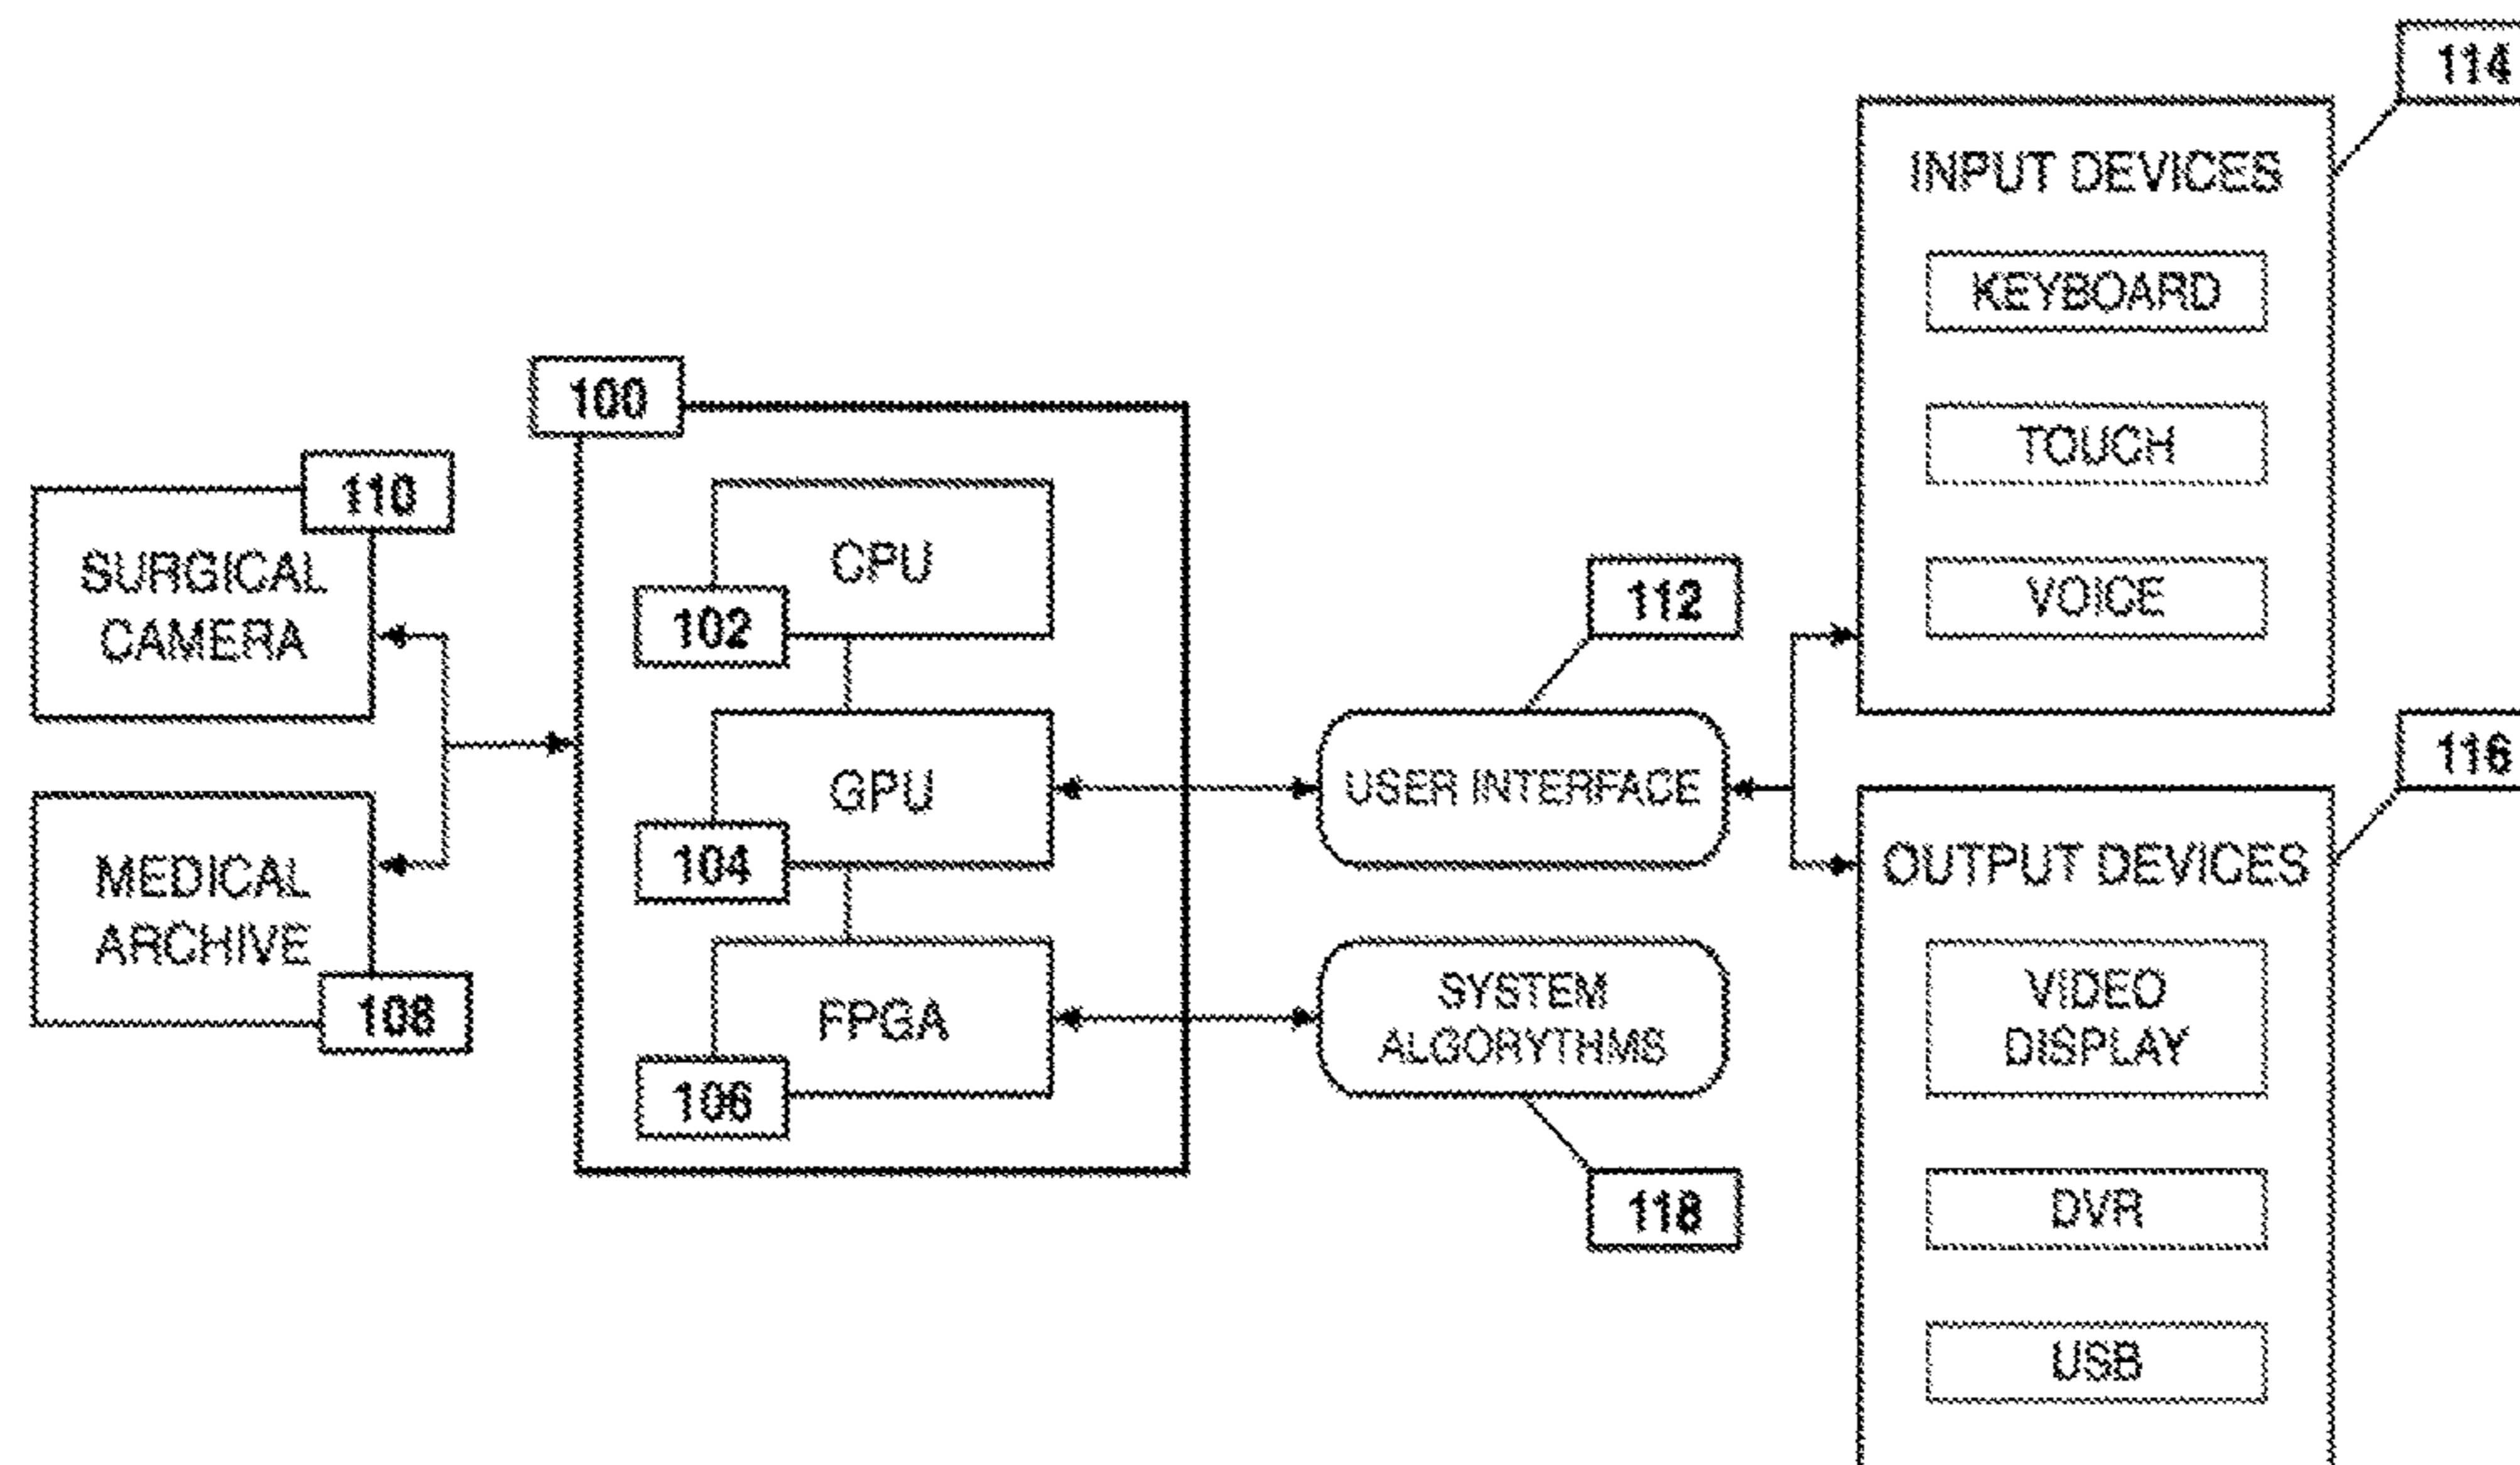 114
INPUT DEVICES
KEYBOARD
TOUCH
VOICE
100
110
SURGICAL
CAMERA
CPU
102
112
116
MEDICAL
ARCHIVE
108
GPU
104
USER INTERFACE
OUTPUT DEVICES
FPGA
106
SYSTEM
ALGORYTHMS
118
VIDEO
DISPLAY
DVR
USB